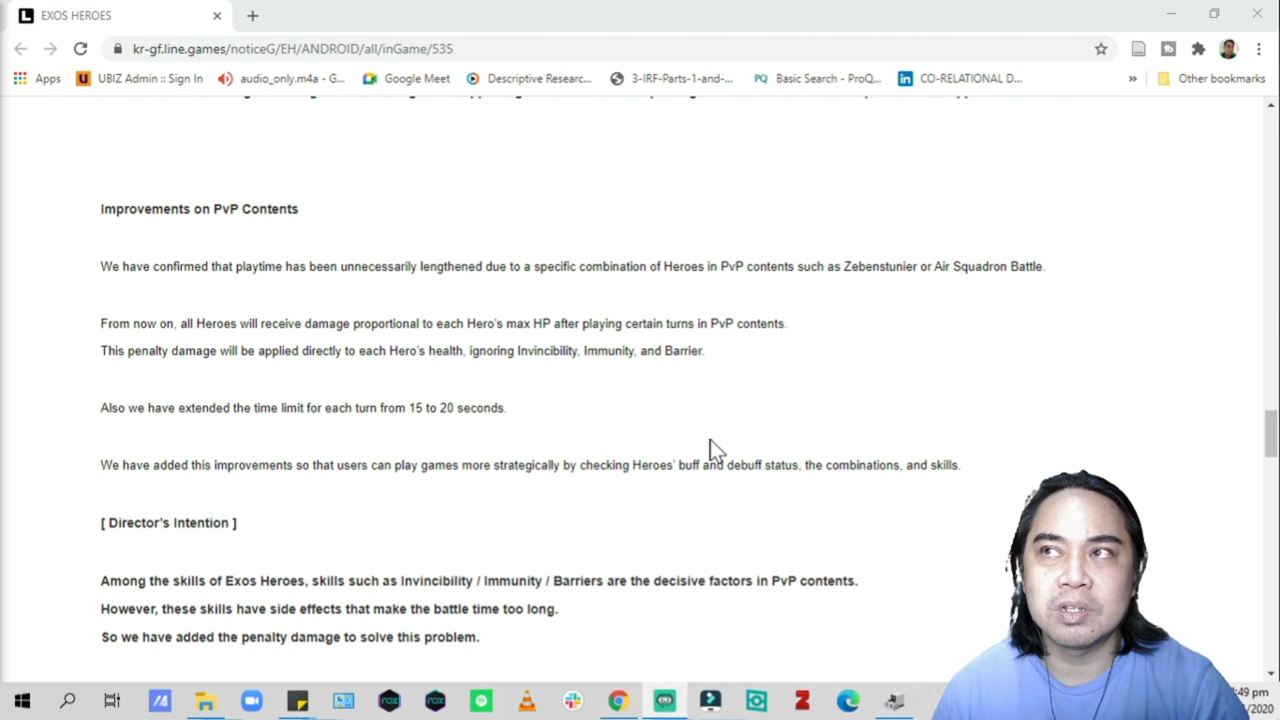 EXOS HEROES
kr-gf.line.games/noticeG/EH/ANDROID/all/inGame/535
Apps UBIZ Admin :: Sign In audio_only.m4a - G... Google Meet Descriptive Researc... 3-IRF-Parts-1-and-... PQ Basic Search - ProQ... CO-RELATIONAL D... » Other bookmarks
Improvements on PvP Contents
We have confirmed that playtime has been unnecessarily lengthened due to a specific combination of Heroes in PvP contents such as Zebenstunier or Air Squadron Battle.
From now on, all Heroes will receive damage proportional to each Hero's max HP after playing certain turns in PvP contents.
This penalty damage will be applied directly to each Hero's health, ignoring Invincibility, Immunity, and Barrier.
Also we have extended the time limit for each turn from 15 to 20 seconds.
We have added this improvements so that users can play games more strategically by checking Heroes' buff and debuff status, the combinations, and skills.
[ Director's Intention ]
Among the skills of Exos Heroes, skills such as Invincibility / Immunity / Barriers are the decisive factors in PvP contents.
However, these skills have side effects that make the battle time too long.
So we have added the penalty damage to solve this problem.
:49 pm
/2020